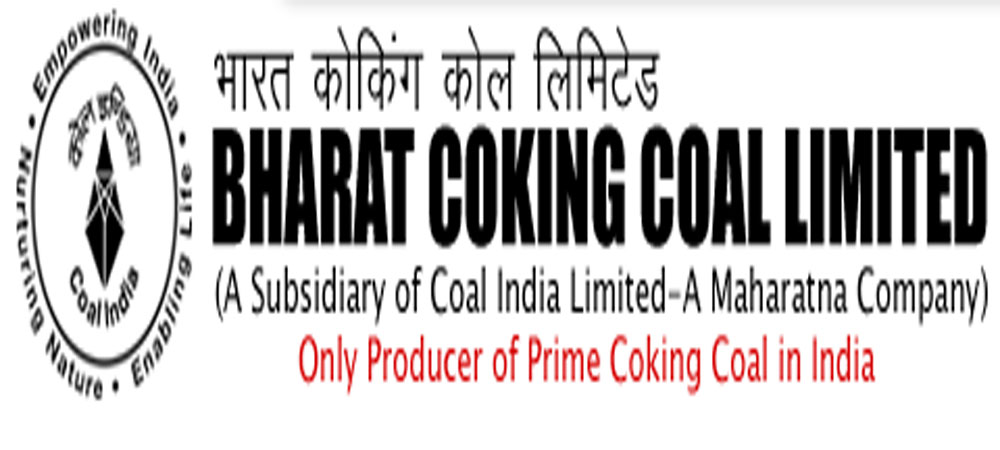 • Empowering India • Enabling Life • Nurturing Nature
कोल इण्डिया
Coal India
भारत कोकिंग कोल लिमिटेड
BHARAT COKING COAL LIMITED
(A Subsidiary of Coal India Limited-A Maharatna Company)
Only Producer of Prime Coking Coal in India